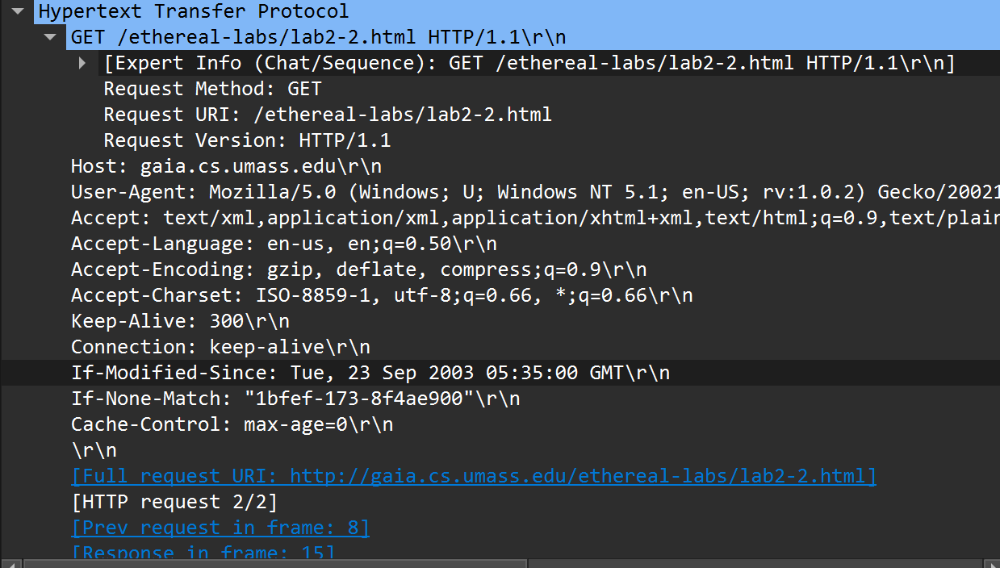 Hypertext Transfer Protocol
GET /ethereal-labs/lab2-2.html HTTP/1.1\r\n
[Expert Info (Chat/Sequence): GET /ethereal-labs/lab2-2.html HTTP/1.1\r\n]
Request Method: GET
Request URI: /ethereal-labs/lab2-2.html
Request Version: HTTP/1.1
Host: gaia.cs.umass.edu\r\n
User-Agent: Mozilla/5.0 (Windows; U; Windows NT 5.1; en-US; rv:1.0.2) Gecko/20021
Accept: text/xml,application/xml,application/xhtml+xml,text/html;q=0.9,text/plain
Accept-Language: en-us, en;q=0.50\r\n
Accept-Encoding: gzip, deflate, compress;q=0.9\r\n
Accept-Charset: ISO-8859-1, utf-8;q=0.66, *;q=0.66\r\n
Keep-Alive: 300\r\n
Connection: keep-alive\r\n
If-Modified-Since: Tue, 23 Sep 2003 05:35:00 GMT\r\n
If-None-Match: "1bfef-173-8f4ae900"\r\n
Cache-Control: max-age=0\r\n
\r\n
[Full request URI: http://gaia.cs.umass.edu/ethereal-labs/lab2-2.html]
[HTTP request 2/2]
[Prev request in frame: 8]
[Response in frame: 15]